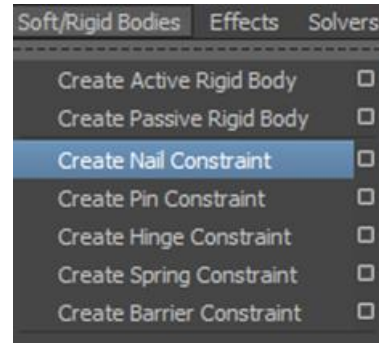 Soft/Rigid Bodies Effects Solvers
Create Active Rigid Body
Create Passive Rigid Body
Create Nail Constraint
Create Pin Constraint
Create Hinge Constraint
Create Spring Constraint
Create Barrier Constraint